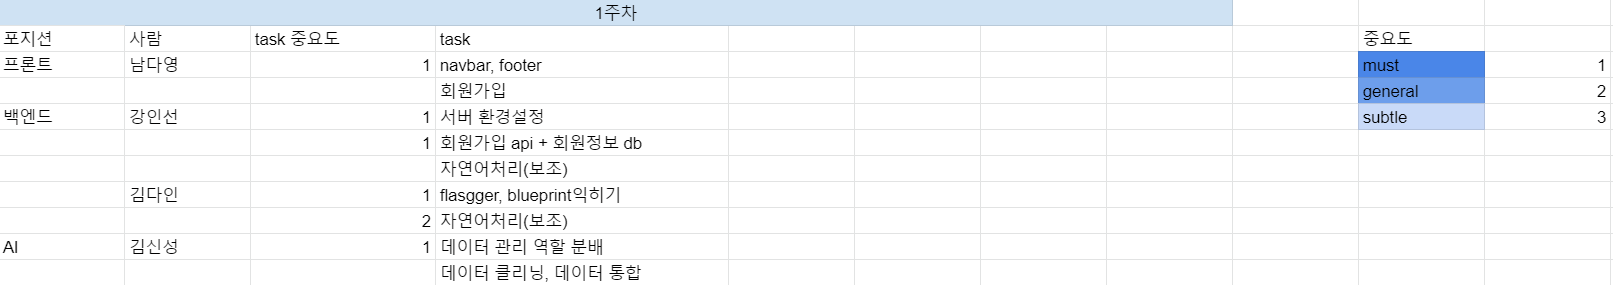 1주차
포지션 사람 task 중요도 task 중요도
프론트 남다영 1 navbar, footer must 1
회원가입 general 2
백엔드 강인선 1 서버 환경설정 subtle 3
1 회원가입 api + 회원정보 db
자연어처리(보조)
김다인 1 flasgger, blueprint익히기
2 자연어처리(보조)
AI 김신성 1 데이터 관리 역할 분배
데이터 클리닝, 데이터 통합